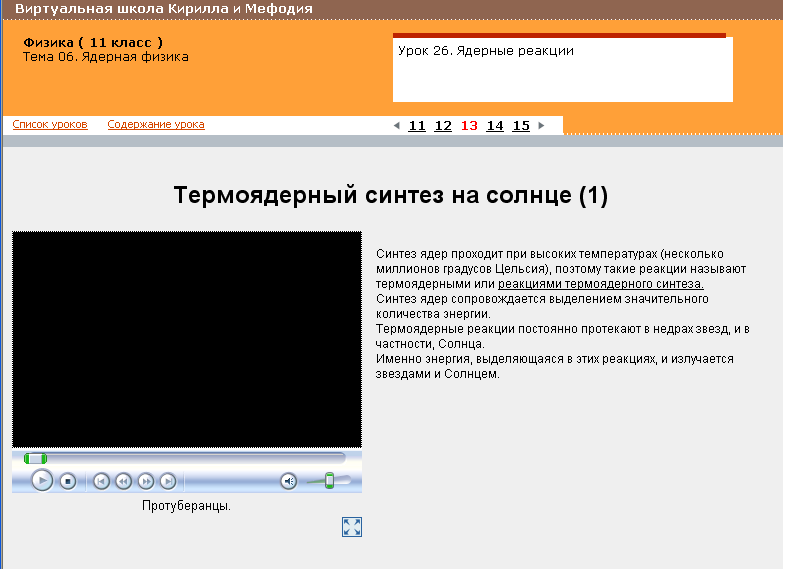 Виртуальная школа Кирилла и Мефодия
Физика ( 11 класс )
Тема 06. Ядерная физика
Урок 26. Ядерные реакции
Список уроков Содержание урока
11 12 13 14 15
Термоядерный синтез на солнце (1)
Синтез ядер проходит при высоких температурах (несколько
миллионов градусов Цельсия), поэтому такие реакции называют
термоядерными или реакциями термоядерного синтеза.
Синтез ядер сопровождается выделением значительного
количества энергии.
Термоядерные реакции постоянно протекают в недрах звезд, и в
частности, Солнца.
Именно энергия, выделяющаяся в этих реакциях, и излучается
звездами и Солнцем.
Протуберанцы.